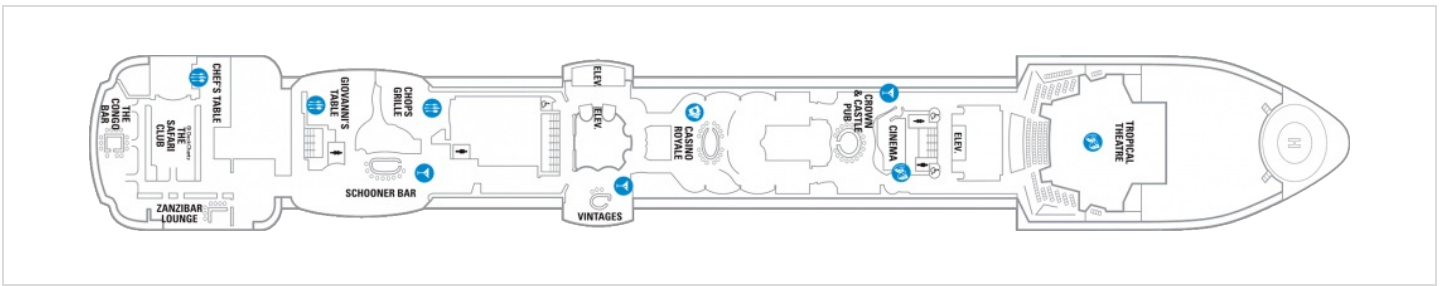 THE
CONGO
BAR
THE
SAFARI
CLUB
CHEF'S TABLE
ZANZIBAR
LOUNGE
GIOVANNI'S
TABLE
CHOPS
GRILLE
SCHOONER BAR
ELEV.
ELEV.
VINTAGES
CASINO
ROYALE
CROWN
& CASTLE
PUB
CINEMA
ELEV.
TROPICAL
THEATRE
H